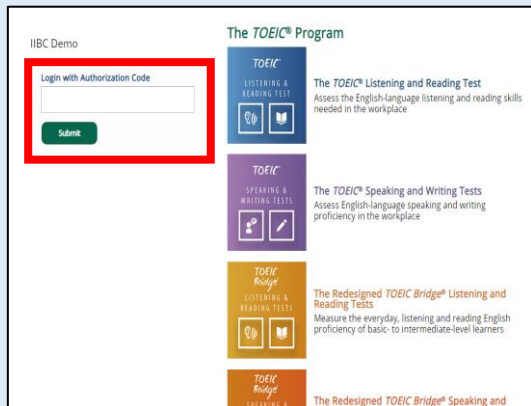 IIBC Demo
Login with Authorization Code
Submit
The TOEIC® Program
TOEIC
LISTENING &
READING TEST
The TOEIC® Listening and Reading Test
Assess the English-language listening and reading skills
needed in the workplace
TOEIC
SPEAKING &
WRITING TESTS
The TOEIC® Speaking and Writing Tests
Assess English-language speaking and writing
proficiency in the workplace
TOEIC
Bridge
LISTENING &
READING TESTS
The Redesigned TOEIC Bridge® Listening and
Reading Tests
Measure the everyday, listening and reading English
proficiency of basic- to intermediate-level learners
TOEIC
Bridge
SPEAKING &
The Redesigned TOEIC Bridge® Speaking and